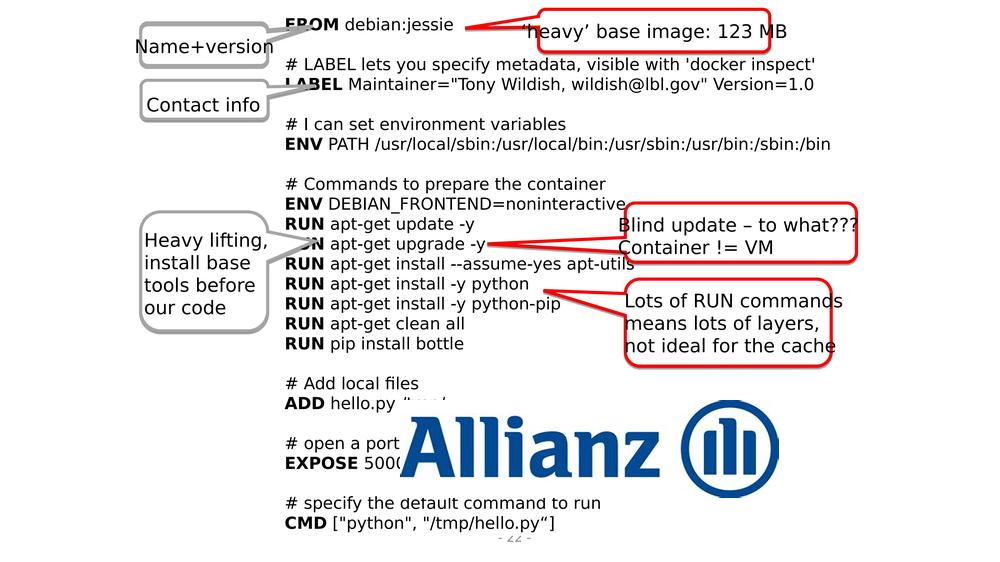 FROM debian:jessie
# LABEL lets you specify metadata, visible with 'docker inspect'
LABEL Maintainer="Tony Wildish, wildish@lbl.gov" Version=1.0
# I can set environment variables
ENV PATH /usr/local/sbin:/usr/local/bin:/usr/sbin:/usr/bin:/sbin:/bin
# Commands to prepare the container
ENV DEBIAN_FRONTEND=noninteractive
RUN apt-get update -y
RUN apt-get upgrade -y
RUN apt-get install --assume-yes apt-utils
RUN apt-get install -y python
RUN apt-get install -y python-pip
RUN apt-get clean all
RUN pip install bottle
# Add local files
ADD hello.py
# open a port
EXPOSE 5000
# specify the default command to run
CMD ["python", "/tmp/hello.py“]
Name+version
Contact info
Heavy lifting,
install base
tools before
our code
‘heavy’ base image: 123 MB
Blind update – to what???
Container != VM
Lots of RUN commands
means lots of layers,
not ideal for the cache
Allianz
- 22 -